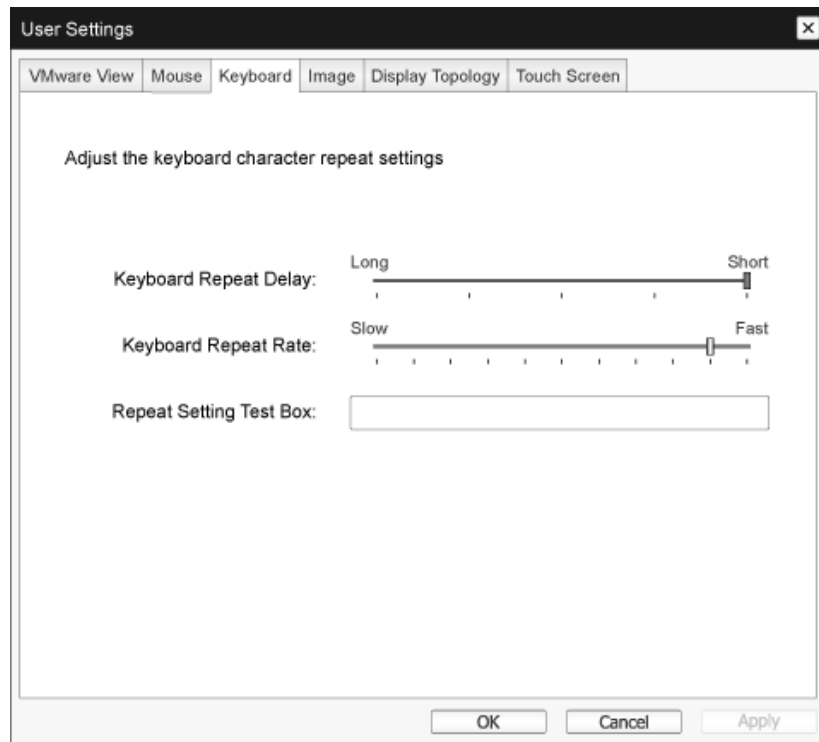 User Settings
VMware View Mouse Keyboard Image Display Topology Touch Screen
Adjust the keyboard character repeat settings
Long Short
Keyboard Repeat Delay:
Slow Fast
Keyboard Repeat Rate:
Repeat Setting Test Box:
OK Cancel Apply